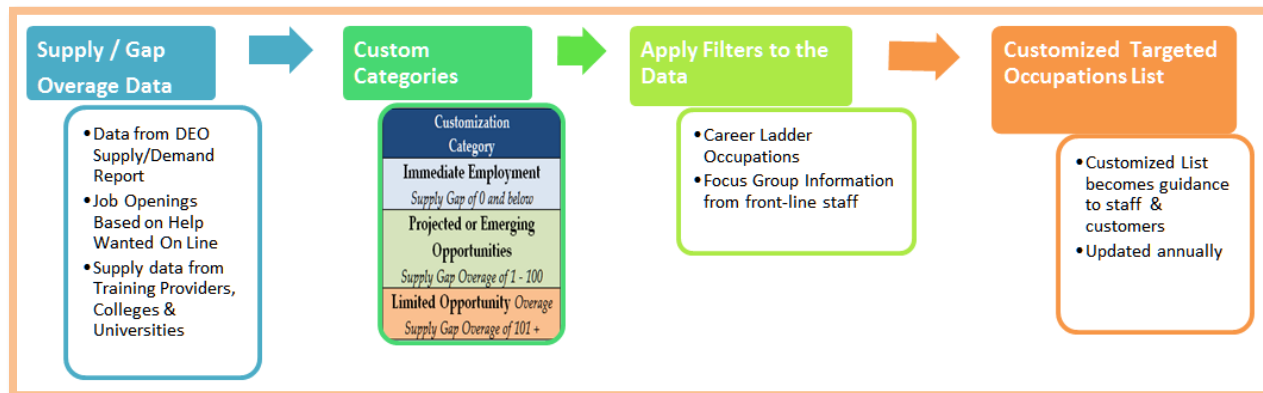 Supply / Gap
Overage Data
•Data from DEO
Supply/Demand
Report
•Job Openings
Based on Help
Wanted On Line
•Supply data from
Training Providers,
Colleges &
Universities
Custom
Categories
Customization
Category
Immediate Employment
Supply Gap of 0 and below
Projected or Emerging
Opportunities
Supply Gap Overage of 1 - 100
Limited Opportunity Overage
Supply Gap Overage of 101 +
Apply Filters to the
Data
•Career Ladder
Occupations
•Focus Group Information
from front-line staff
Customized Targeted
Occupations List
•Customized List
becomes guidance
to staff &
customers
•Updated annually